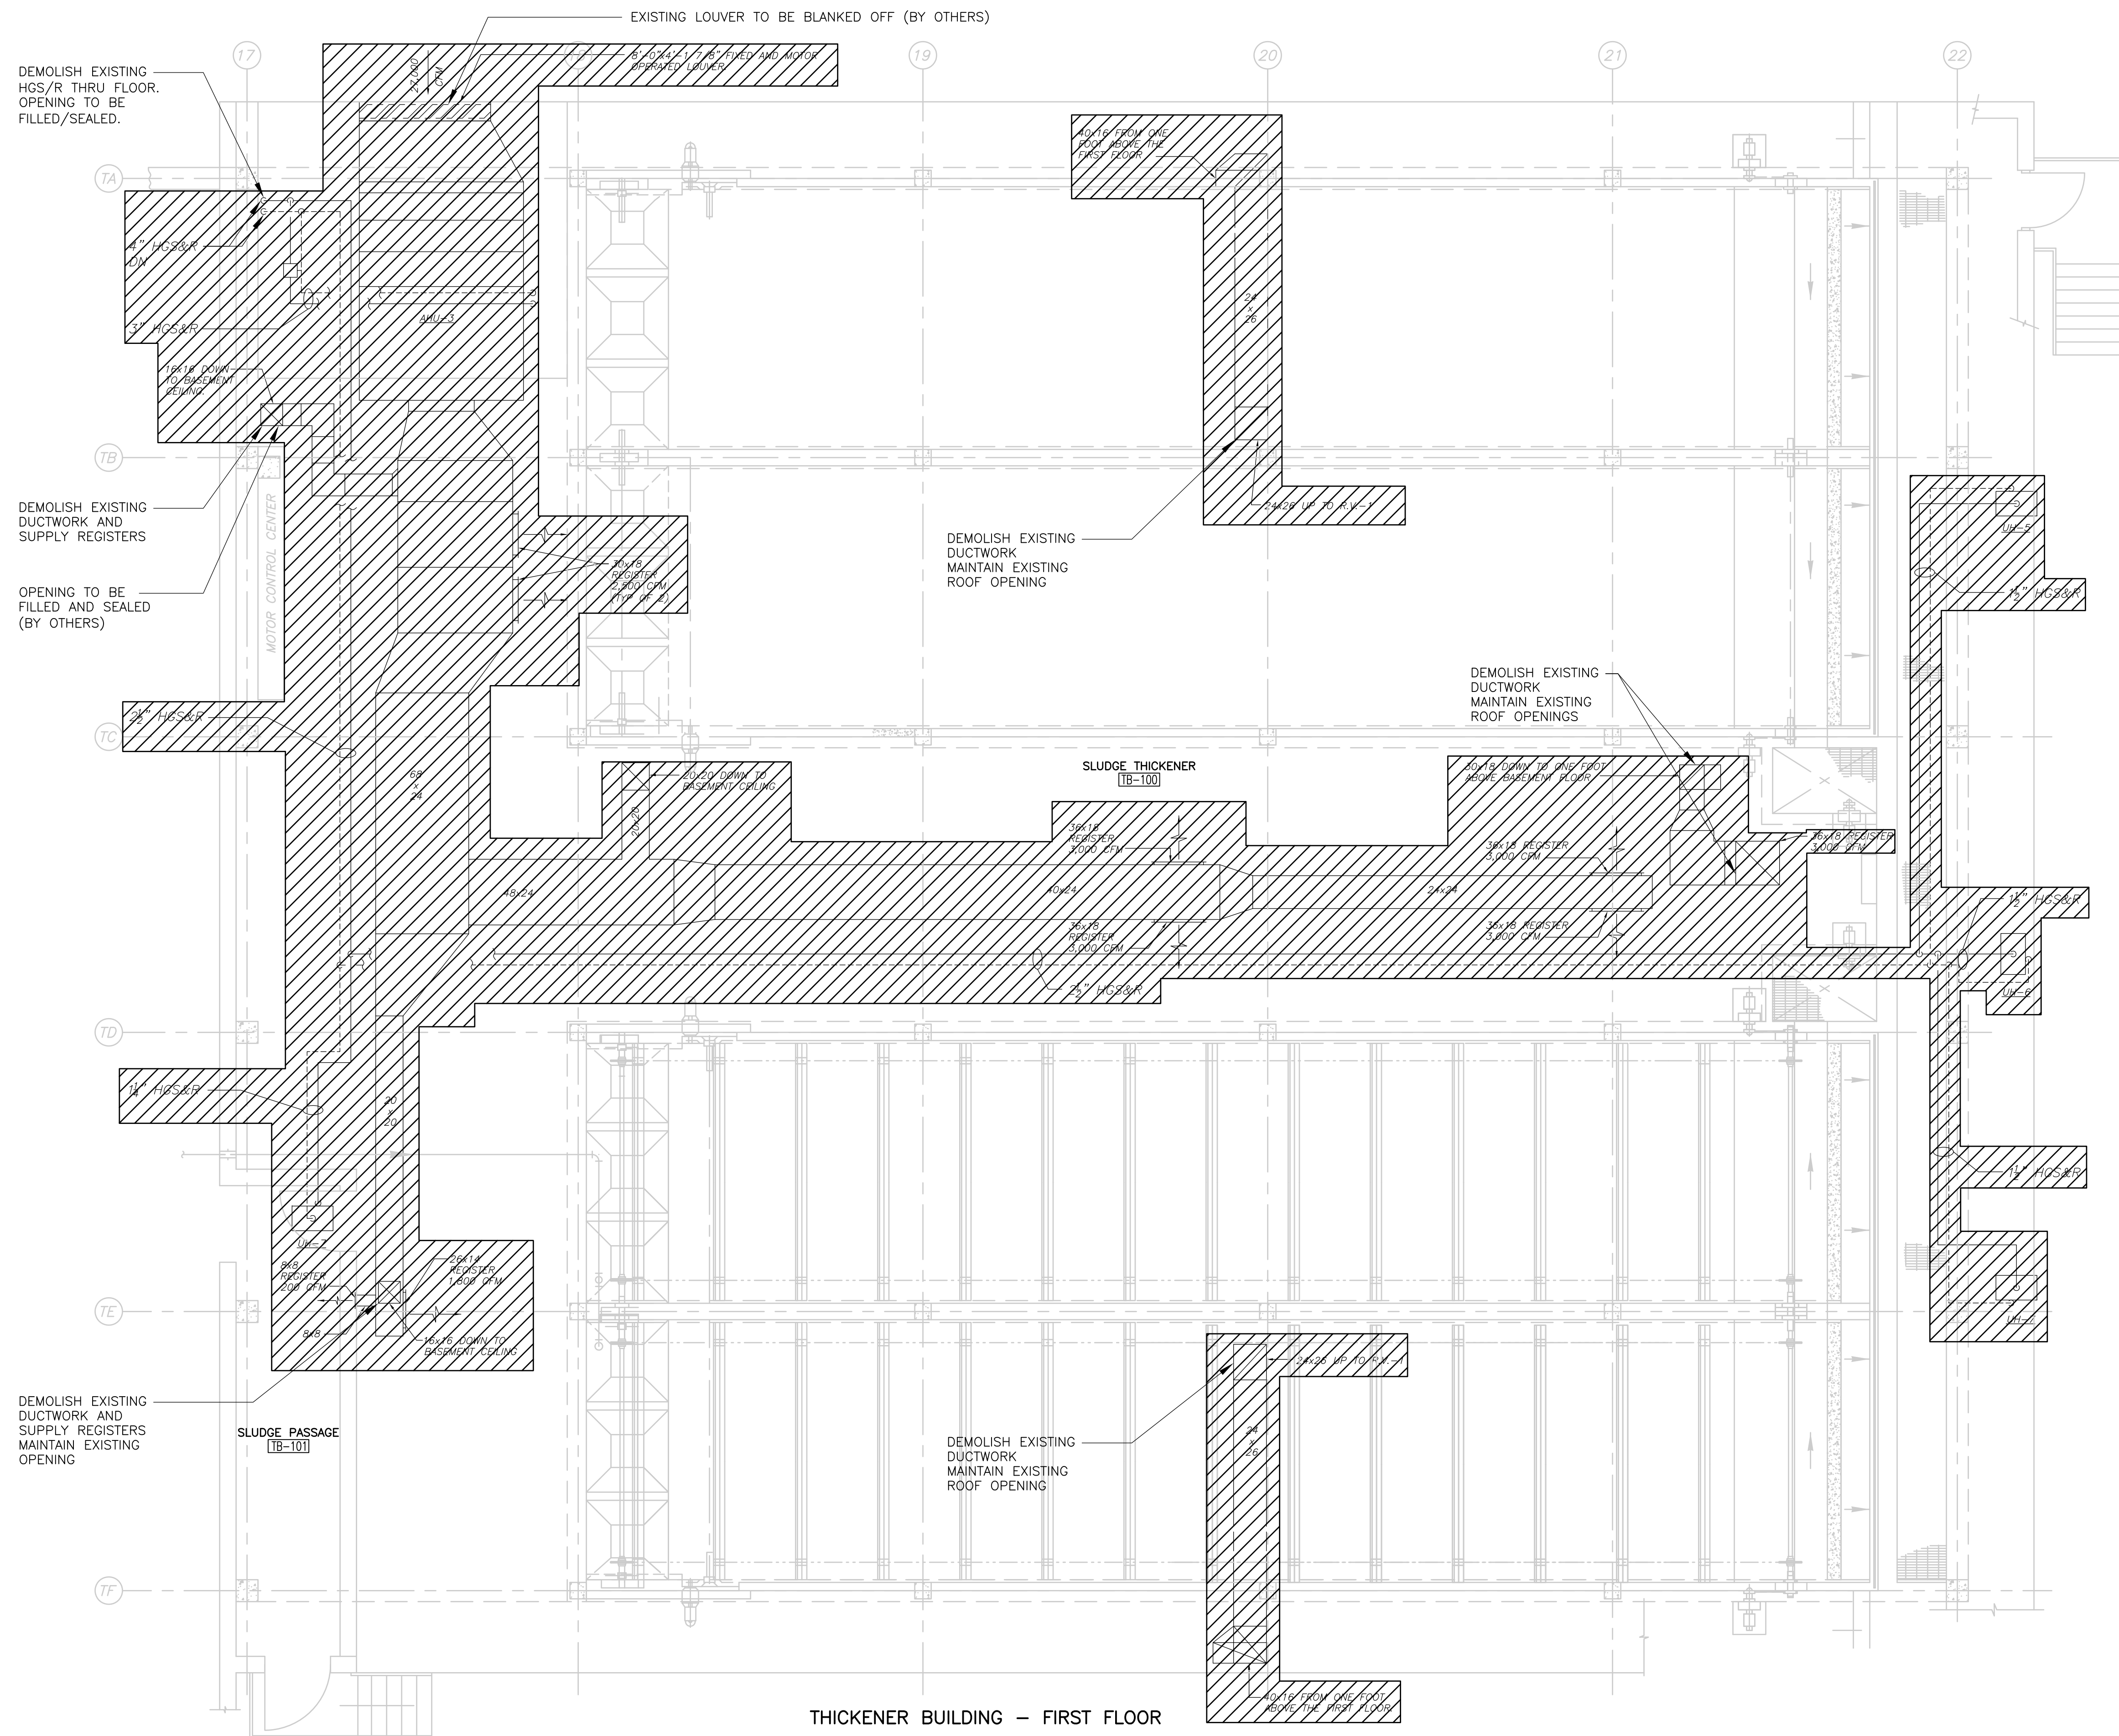 EXISTING LOUVER TO BE BLANKED OFF (BY OTHERS)
17
19
20
21
22
8'-0"x4'-1 7/8" FIXED AND MOTOR
OPERATED LOUVER.
27,000
CFM
DEMOLISH EXISTING
HGS/R THRU FLOOR.
OPENING TO BE
FILLED/SEALED.
40x16 FROM ONE
FOOT ABOVE THE
FIRST FLOOR
TA
4" HGS&R
DN
3" HGS&R
AHU-3
24
x
26
16x16 DOWN
TO BASEMENT
CEILING.
TB
MOTOR CONTROL CENTER
DEMOLISH EXISTING
DUCTWORK AND
SUPPLY REGISTERS
24x26 UP TO R.V.-1
DEMOLISH EXISTING
DUCTWORK
MAINTAIN EXISTING
ROOF OPENING
UH-5
1½" HGS&R
30x18
REGISTER
2,500 CFM
(TYP OF 2)
OPENING TO BE
FILLED AND SEALED
(BY OTHERS)
DEMOLISH EXISTING
DUCTWORK
MAINTAIN EXISTING
ROOF OPENINGS
2½" HGS&R
TC
68
x
24
20x20 DOWN TO
BASEMENT CEILING
20x20
SLUDGE THICKENER
TB-100
30x18 DOWN TO ONE FOOT
ABOVE BASEMENT FLOOR
36x18
REGISTER
3,000 CFM
36x18 REGISTER
3,000 CFM
36x18 REGISTER
3,000 CFM
48x24
40x24
24x24
36x18
REGISTER
3,000 CFM
36x18 REGISTER
3,000 CFM
1½" HGS&R
2½" HGS&R
UH-6
TD
1¼" HGS&R
20
x
20
1½" HGS&R
UH-7
8x8
REGISTER
200 CFM
26x14
REGISTER
1,800 CFM
TE
8x8
16x16 DOWN TO
BASEMENT CEILING
UH-7
24x26 UP TO R.V.-1
DEMOLISH EXISTING
DUCTWORK AND
SUPPLY REGISTERS
MAINTAIN EXISTING
OPENING
SLUDGE PASSAGE
TB-101
24
x
26
DEMOLISH EXISTING
DUCTWORK
MAINTAIN EXISTING
ROOF OPENING
TF
40x16 FROM ONE FOOT
ABOVE THE FIRST FLOOR.
THICKENER BUILDING – FIRST FLOOR